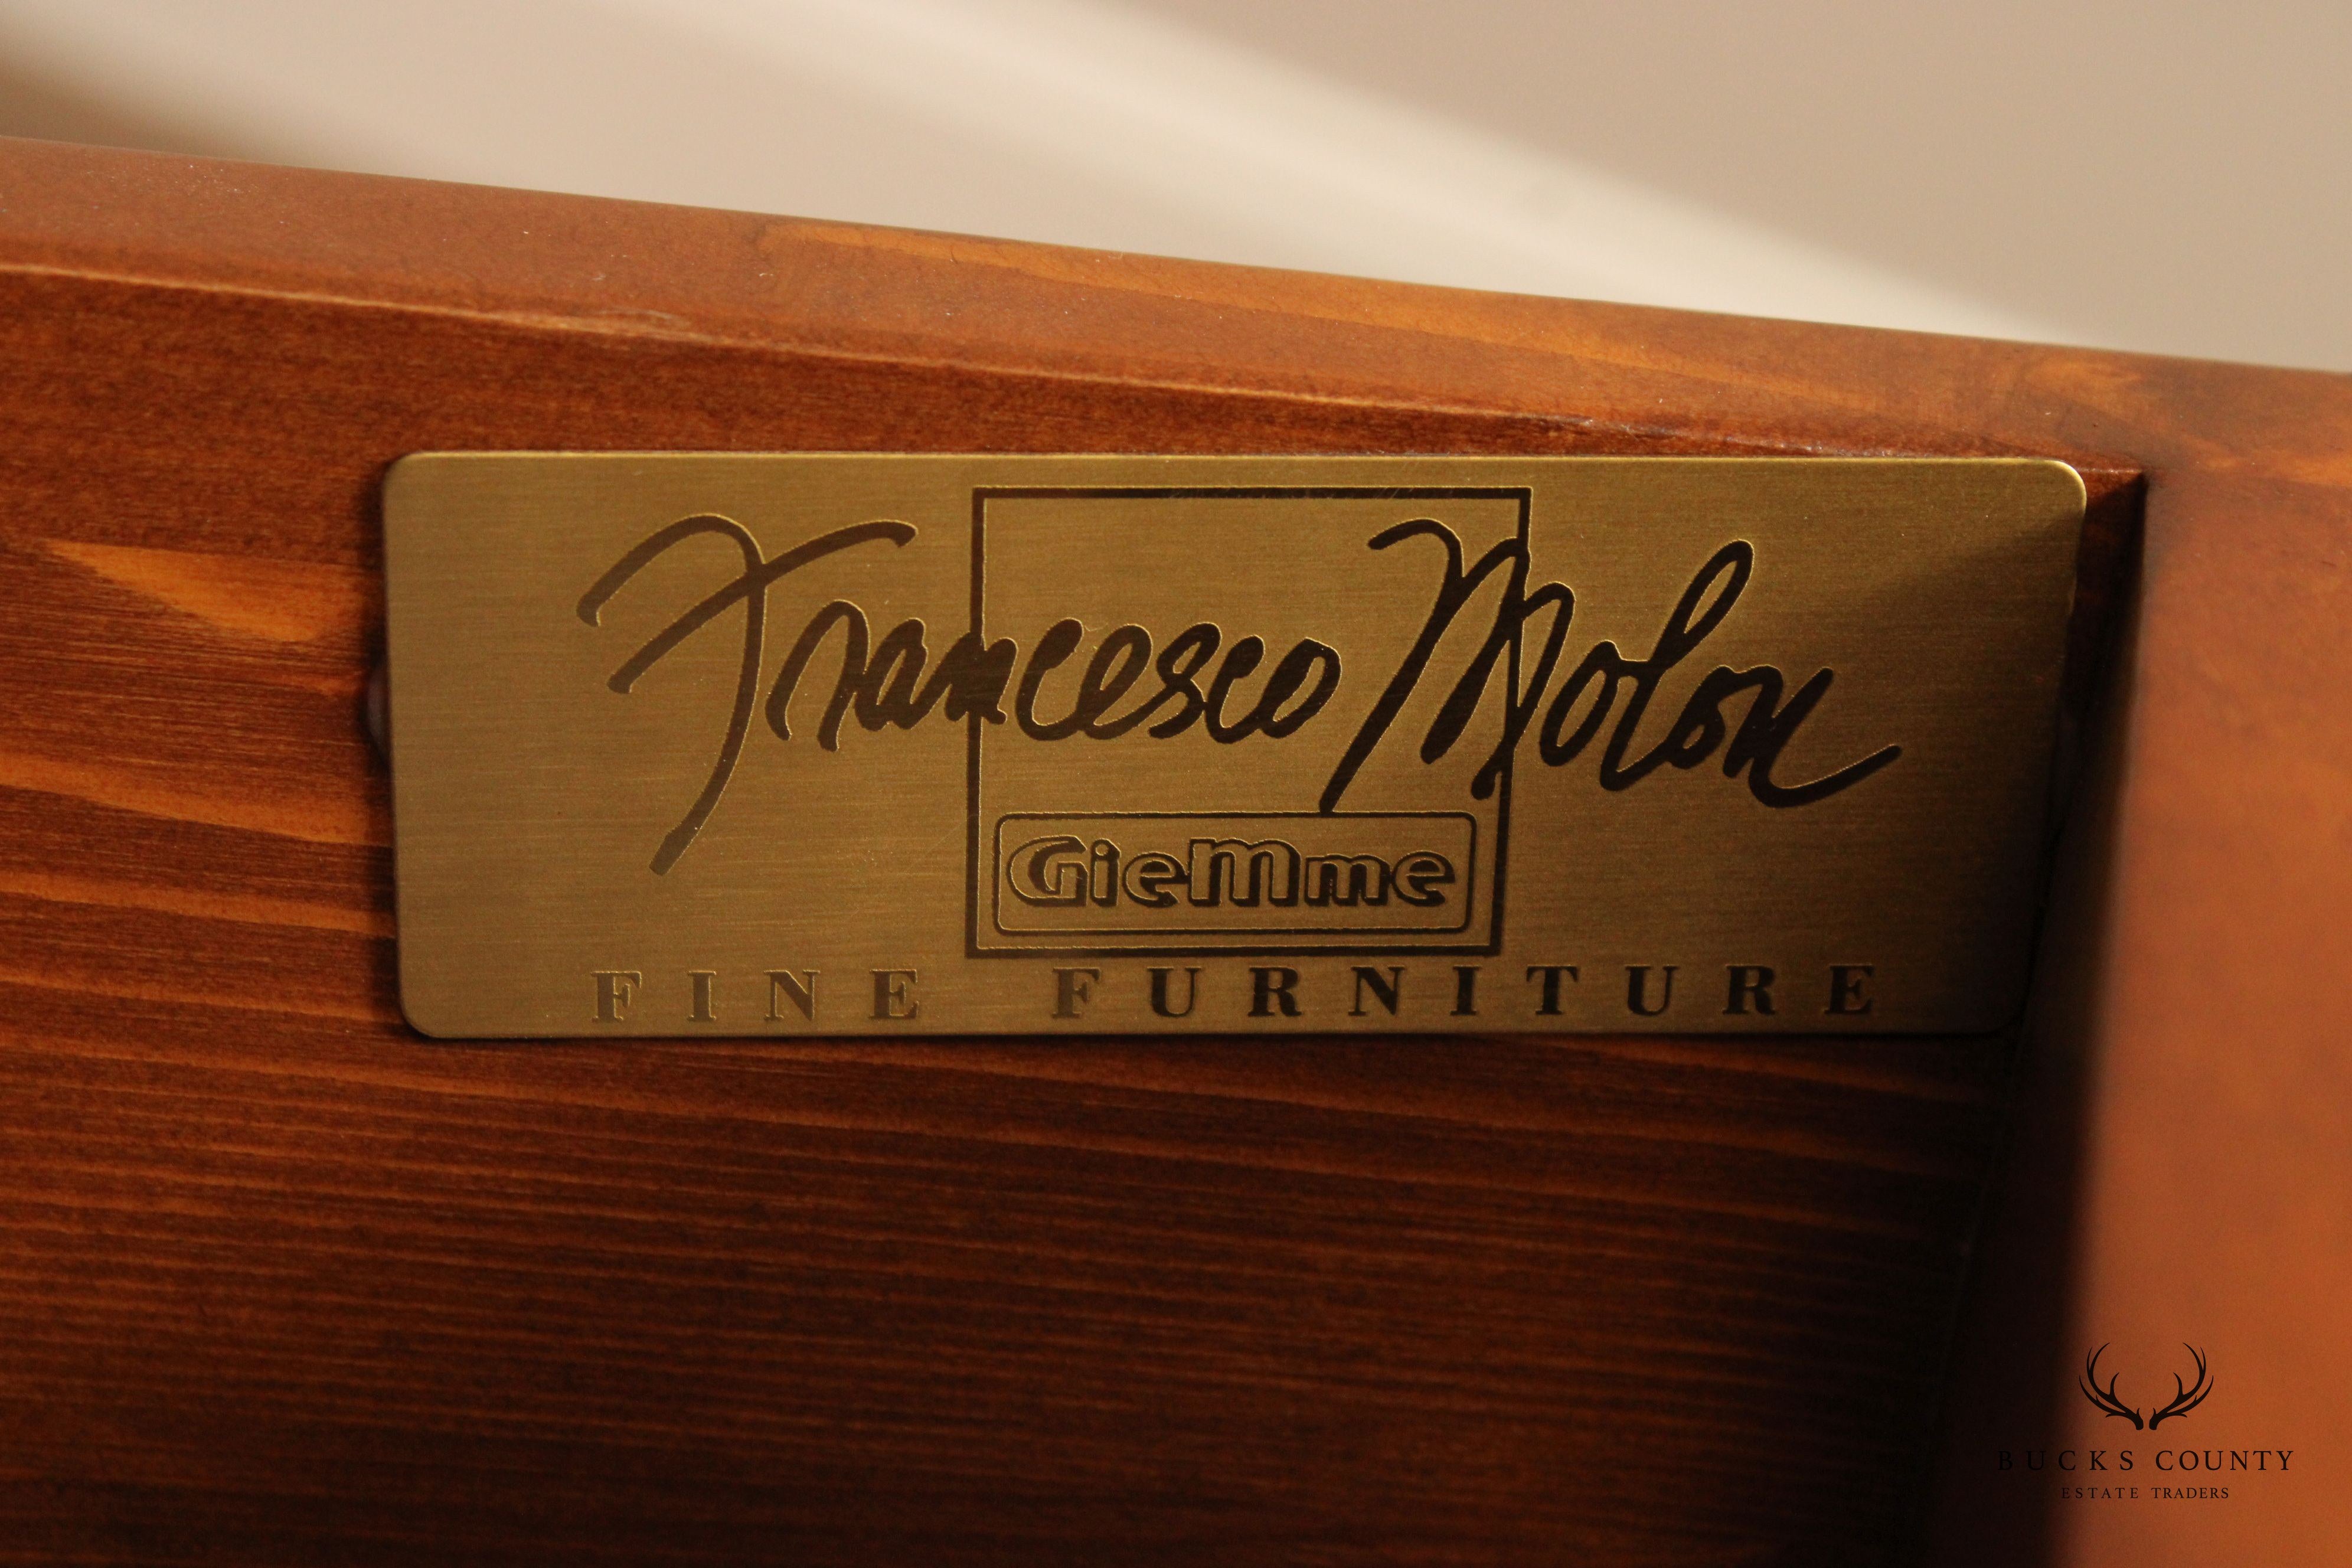 Francesco Molon
GieMme
FINE FURNITURE
BUCKS COUNTY
ESTATE TRADERS